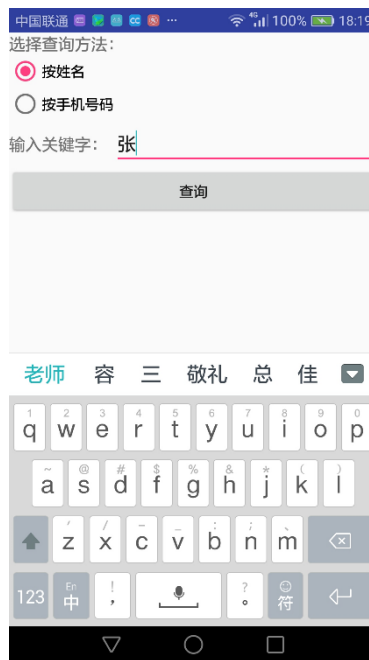 中国联通 ··· 4G 100% 18:19
选择查询方法：
按姓名
按手机号码
输入关键字： 张
查询
老师 容 三 敬礼 总 佳
1 2 3 4 5 6 7 8 9 0
q w e r t y u i o p
~ @ # $ % & * ( )
a s d f g h j k l
z x c v b n m
123 En 中 ! , ? 。 符